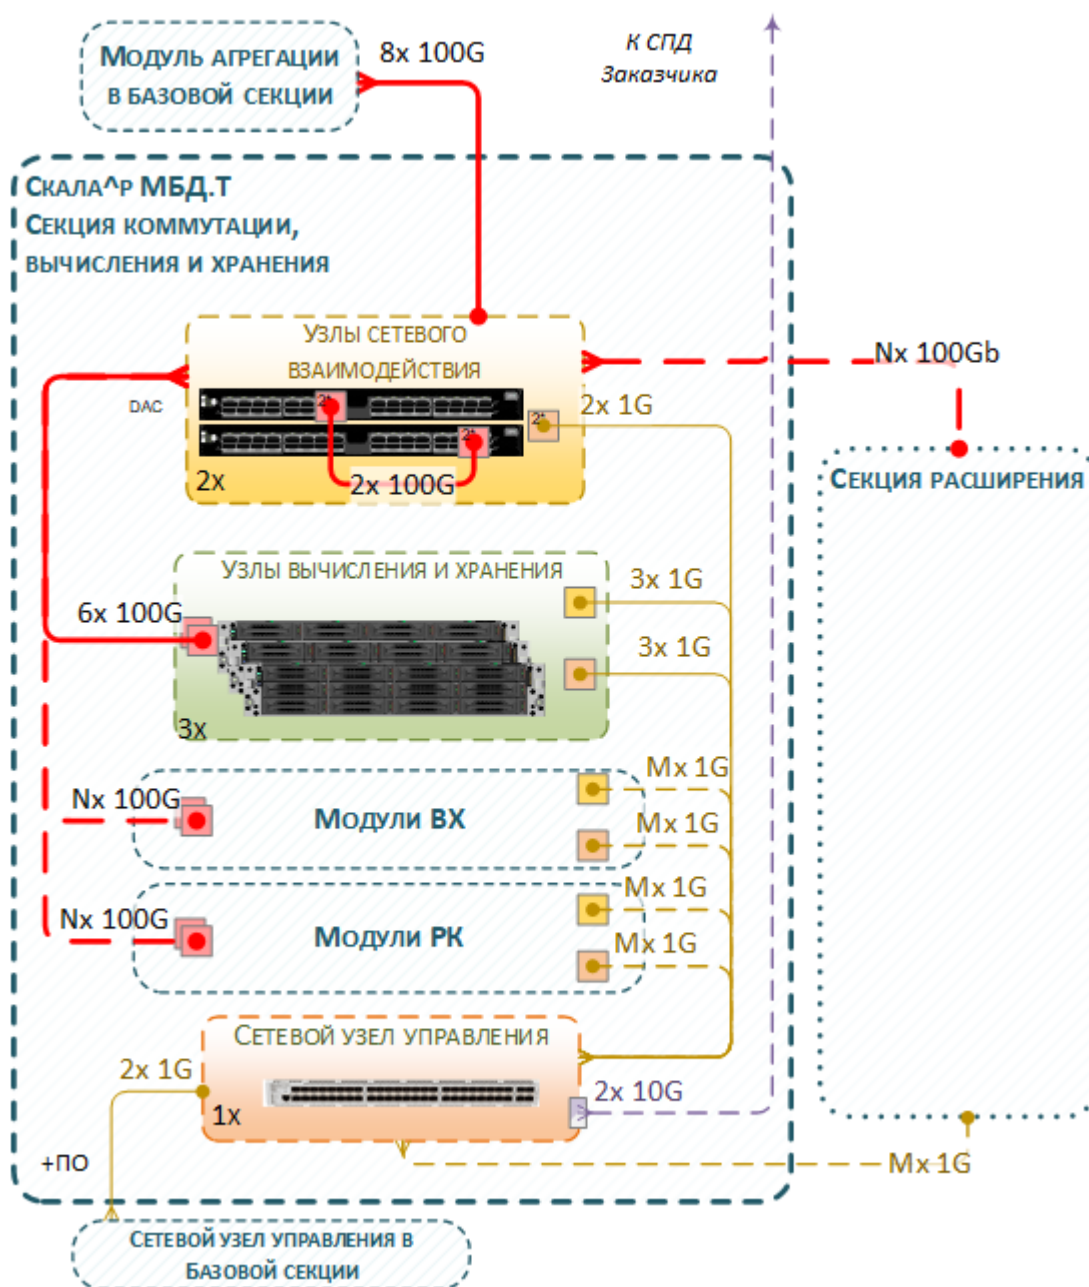 Модуль агрегации
в базовой секции
8x 100G
К СПД
Заказчика
Скала^р МБД.Т
Секция коммутации,
вычисления и хранения
Узлы сетевого
взаимодействия
Nx 100Gb
DAC
2x 1G
2x
2x 100G
Секция расширения
Узлы вычисления и хранения
3x 1G
6x 100G
3x 1G
3x
Mx 1G
Nx 100G
Модули ВХ
Mx 1G
Mx 1G
Nx 100G
Модули РК
Mx 1G
Сетевой узел управления
2x 1G
2x 10G
1x
+ПО
Mx 1G
Сетевой узел управления в
базовой секции